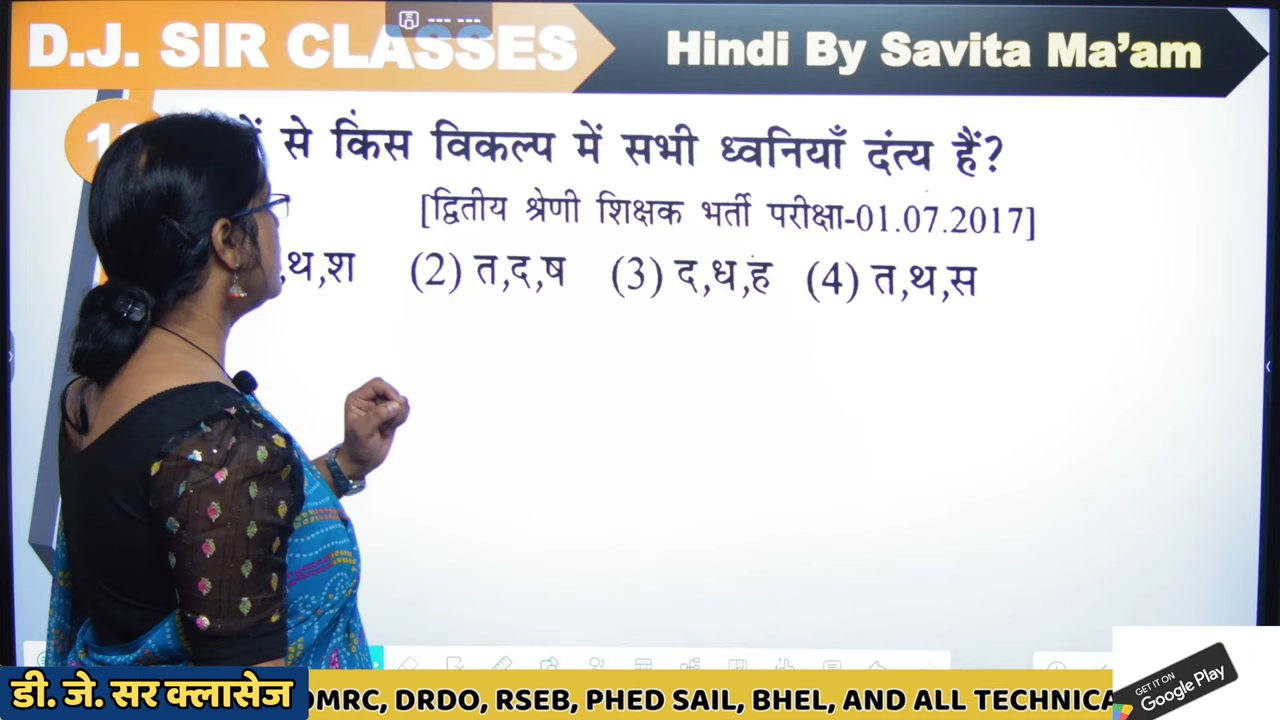 D.J. SIR CLASSES
Hindi By Savita Ma'am
से किंस विकल्प में सभी ध्वनियाँ दंत्य हैं?
[द्वितीय श्रेणी शिक्षक भर्ती परीक्षा-01.07.2017]
,थ,श (2) त,द,ष (3) द,ध,ह (4) त,थ,स
डी. जे. सर क्लासेज
DMRC, DRDO, RSEB, PHED SAIL, BHEL, AND ALL TECHNICA
GET IT ON
Google Play